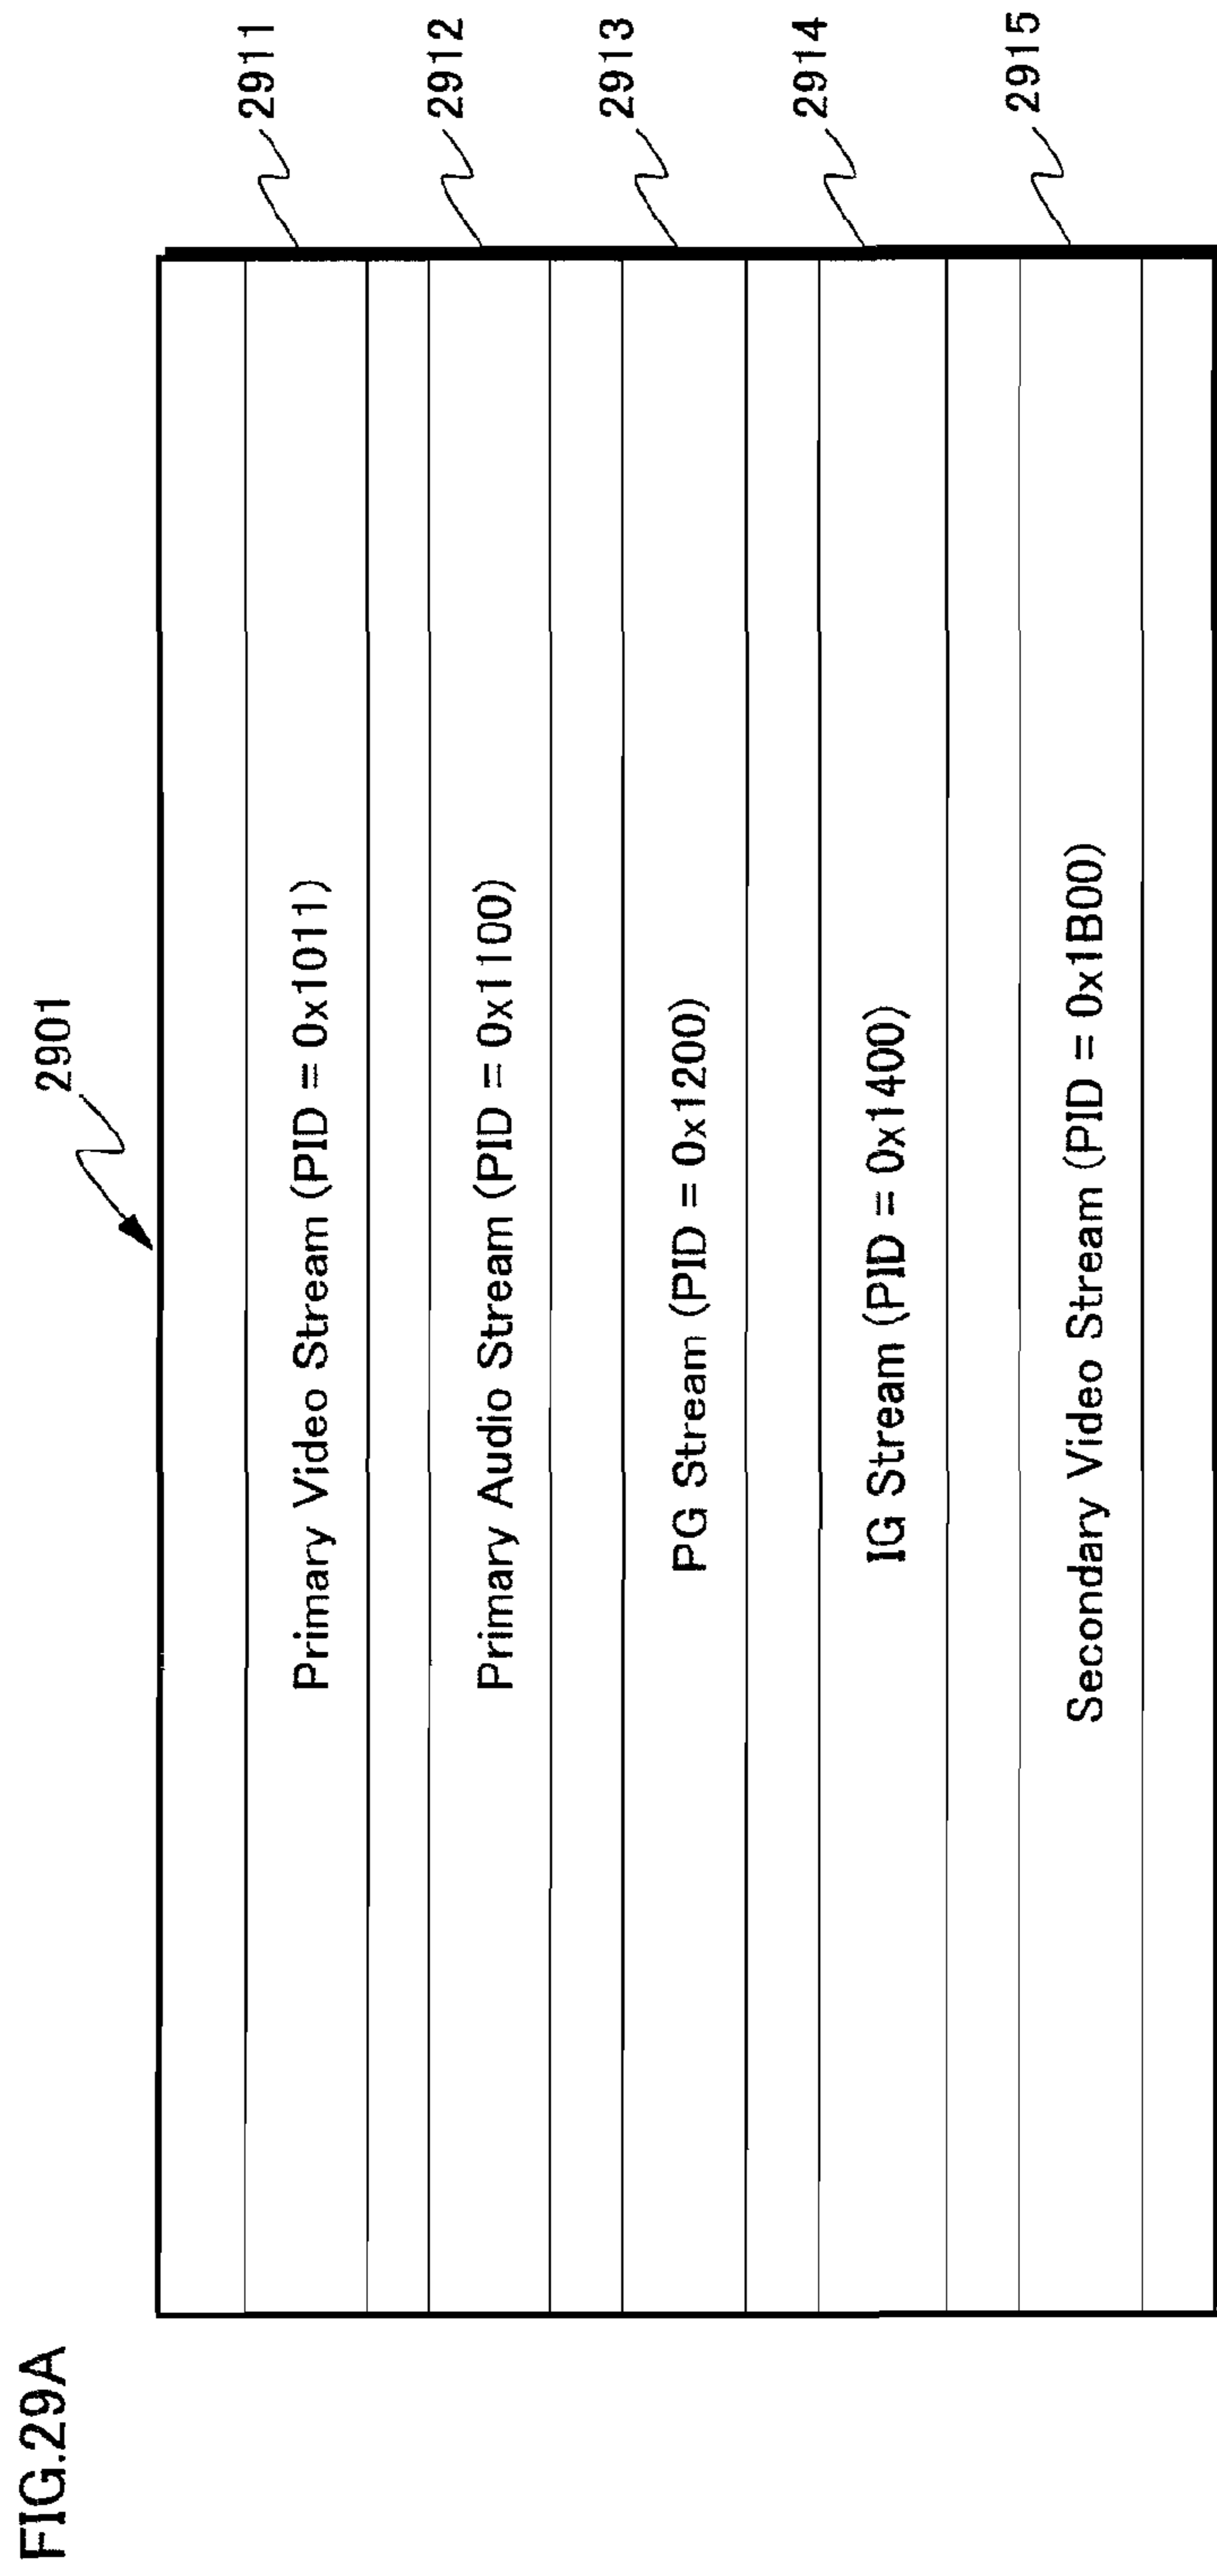 FIG.29A
2901
Primary Video Stream (PID = 0x1011)
2911
Primary Audio Stream (PID = 0x1100)
2912
PG Stream (PID = 0x1200)
2913
IG Stream (PID = 0x1400)
2914
Secondary Video Stream (PID = 0x1B00)
2915